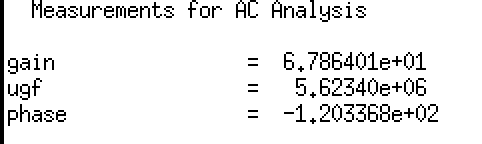 Measurements for AC Analysis
gain = 6.786401e+01
ugf = 5.62340e+06
phase = -1.203368e+02